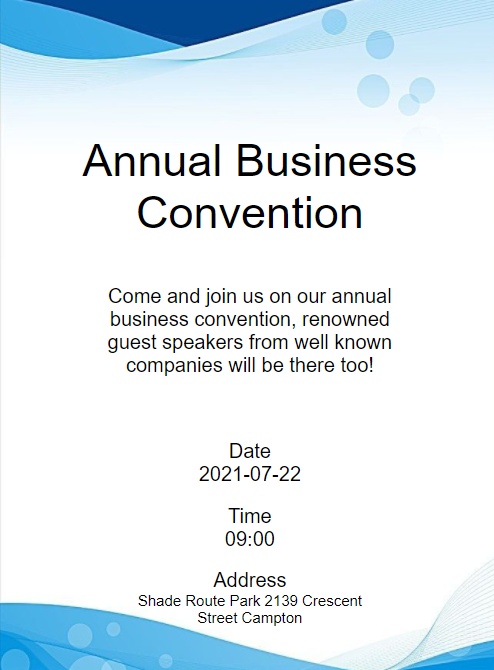 Annual Business
Convention
Come and join us on our annual
business convention, renowned
guest speakers from well known
companies will be there too!
Date
2021-07-22
Time
09:00
Address
Shade Route Park 2139 Crescent
Street Campton